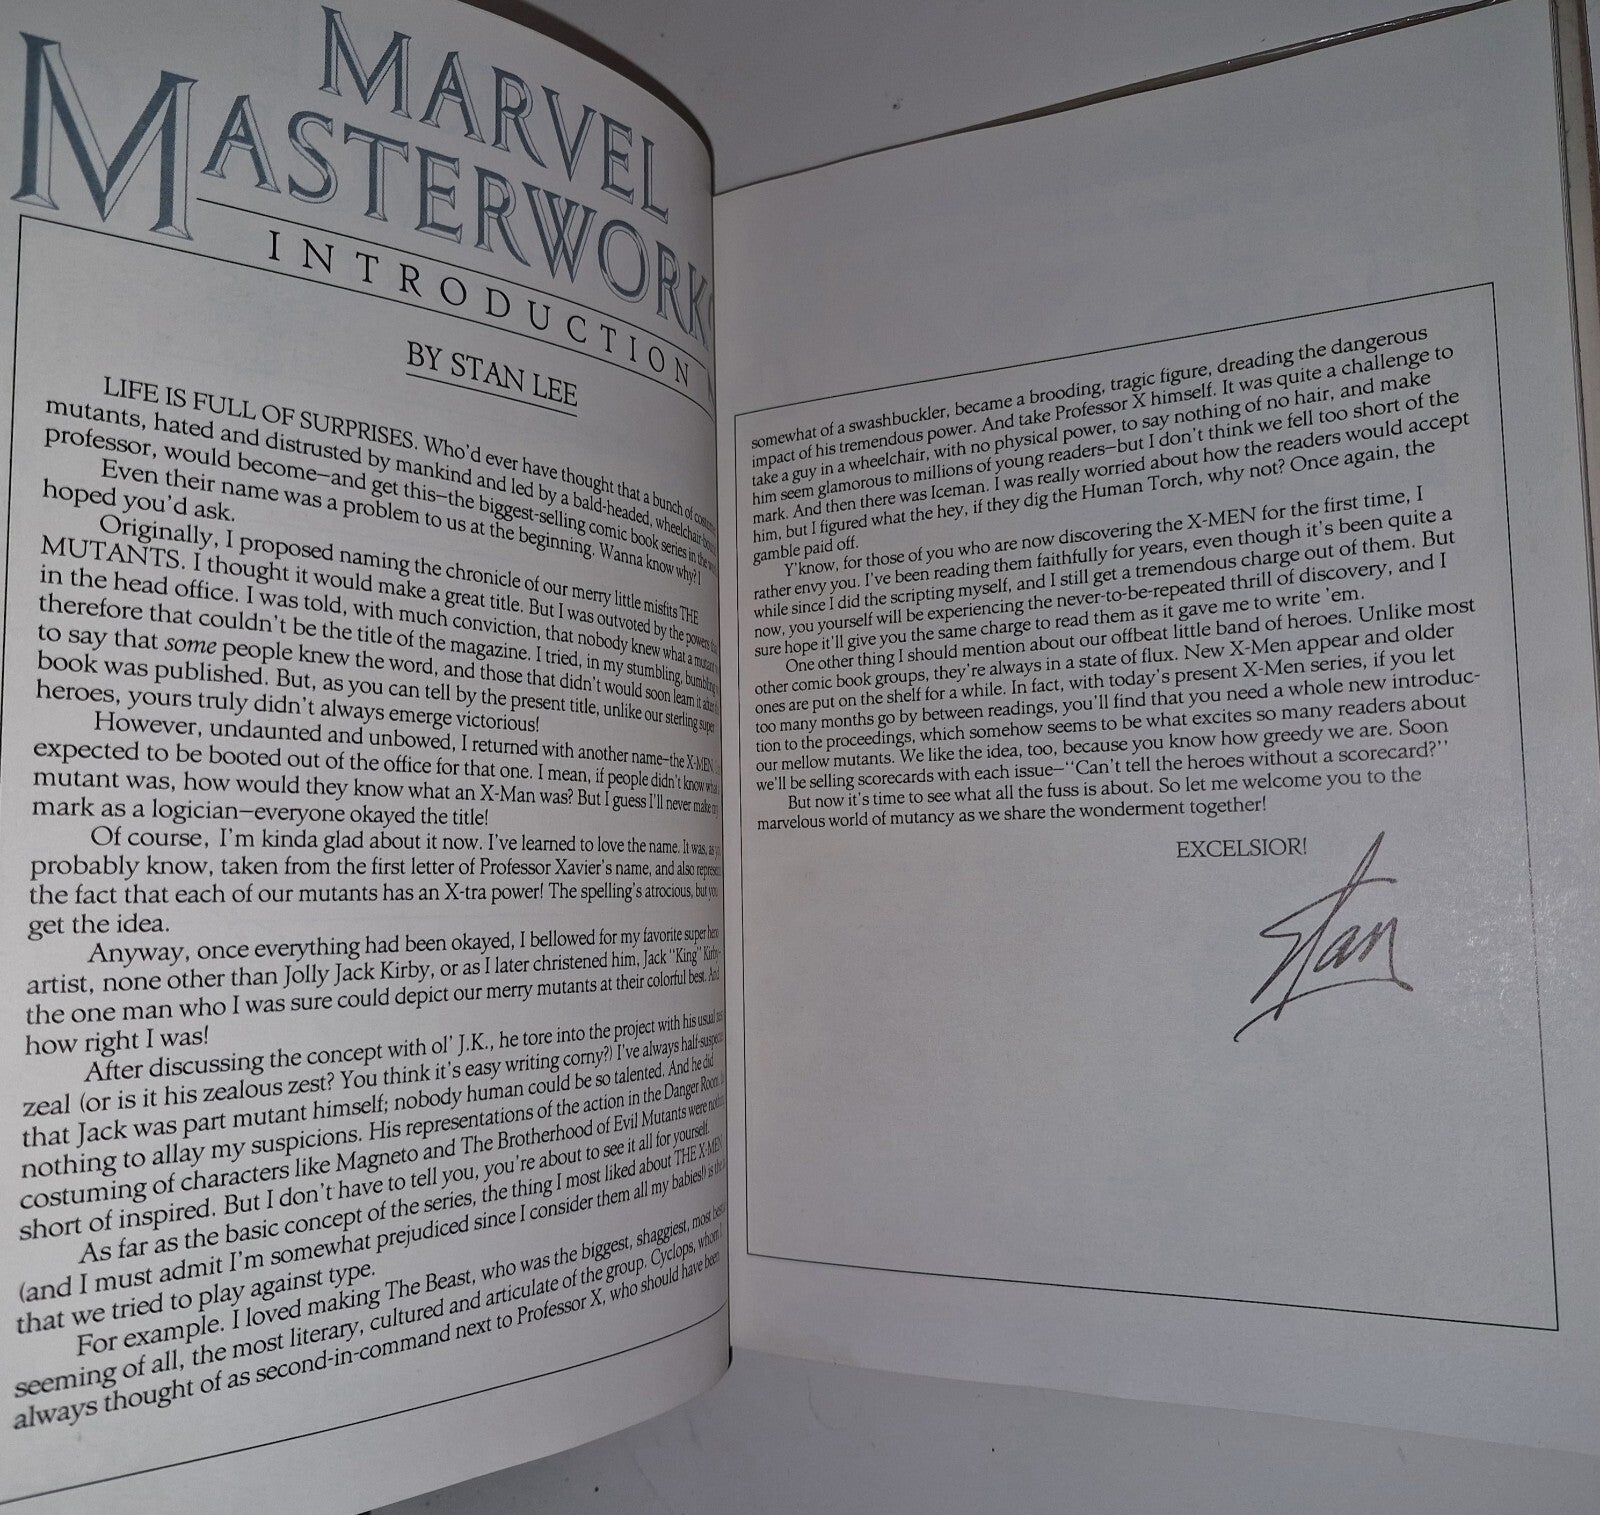 MARVEL
MASTERWORK
INTRODUCTION
BY STAN LEE
LIFE IS FULL OF SURPRISES. Who'd ever have thought that a bunch of
mutants, hated and distrusted by mankind and led by a bald-headed,
professor, would become—and get this—the biggest-selling comic book series in the
Even their name was a problem to us at the beginning. Wanna know why? I
hoped you'd ask.
Originally, I proposed naming the chronicle of our merry little misfits THE
MUTANTS. I thought it would make a great title. But I was outvoted by the powers
in the head office. I was told, with much conviction, that nobody knew what a mutant
therefore that couldn't be the title of the magazine. I tried, in my stumbling, bumbling
to say that some people knew the word, and those that didn't would soon learn it after
book was published. But, as you can tell by the present title, unlike our sterling super
heroes, yours truly didn't always emerge victorious!
However, undaunted and unbowed, I returned with another name—the X-MEN.
expected to be booted out of the office for that one. I mean, if people didn't know what
mutant was, how would they know what an X-Man was? But I guess I'll never make my
mark as a logician—everyone okayed the title!
Of course, I'm kinda glad about it now. I've learned to love the name. It was, as
probably know, taken from the first letter of Professor Xavier's name, and also
the fact that each of our mutants has an X-tra power! The spelling's atrocious, but you
get the idea.
Anyway, once everything had been okayed, I bellowed for my favorite super hero
artist, none other than Jolly Jack Kirby, or as I later christened him, Jack "King" Kirby—
the one man who I was sure could depict our merry mutants at their colorful best. And
how right I was!
After discussing the concept with ol' J.K., he tore into the project with his usual
zeal (or is it his zealous zest? You think it's easy writing corny?) I've always
that Jack was part mutant himself; nobody human could be so talented. And he did
nothing to allay my suspicions. His representations of the action in the Danger Room,
costuming of characters like Magneto and The Brotherhood of Evil Mutants were
short of inspired. But I don't have to tell you, you're about to see it all for yourself.
As far as the basic concept of the series, the thing I most liked about THE X-MEN
(and I must admit I'm somewhat prejudiced since I consider them all my babies!) is the
that we tried to play against type.
For example. I loved making The Beast, who was the biggest, shaggiest, most
seeming of all, the most literary, cultured and articulate of the group. Cyclops, whom I
always thought of as second-in-command next to Professor X, who should have been
somewhat of a swashbuckler, became a brooding, tragic figure, dreading the dangerous
impact of his tremendous power. And take Professor X himself. It was quite a challenge to
take a guy in a wheelchair, with no physical power, to say nothing of no hair, and make
him seem glamorous to millions of young readers—but I don't think we fell too short of the
mark. And then there was Iceman. I was really worried about how the readers would accept
him, but I figured what the hey, if they dig the Human Torch, why not? Once again, the
gamble paid off.
Y'know, for those of you who are now discovering the X-MEN for the first time, I
rather envy you. I've been reading them faithfully for years, even though it's been quite a
while since I did the scripting myself, and I still get a tremendous charge out of them. But
now, you yourself will be experiencing the never-to-be-repeated thrill of discovery, and I
sure hope it'll give you the same charge to read them as it gave me to write 'em.
One other thing I should mention about our offbeat little band of heroes. Unlike most
other comic book groups, they're always in a state of flux. New X-Men appear and older
ones are put on the shelf for a while. In fact, with today's present X-Men series, if you let
too many months go by between readings, you'll find that you need a whole new introduc-
tion to the proceedings, which somehow seems to be what excites so many readers about
our mellow mutants. We like the idea, too, because you know how greedy we are. Soon
we'll be selling scorecards with each issue—"Can't tell the heroes without a scorecard?"
But now it's time to see what all the fuss is about. So let me welcome you to the
marvelous world of mutancy as we share the wonderment together!
EXCELSIOR!
Stan